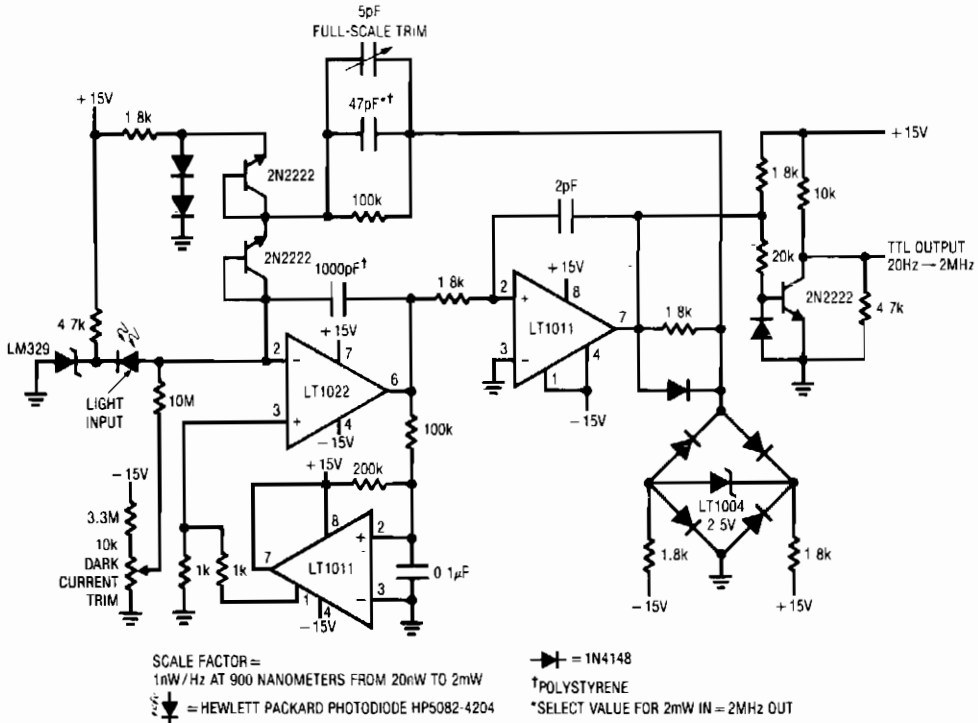 5pF
FULL-SCALE TRIM
+15V
1 8k
47pF*†
2N2222
100k
2N2222
1000pF†
2pF
+15V
1 8k
10k
20k
TTL OUTPUT
20Hz→2MHz
2N2222
4 7k
4 7k
LM329
LIGHT
INPUT
10M
+15V
2
7
−
LT1022
6
3
+
4
−15V
1 8k
+15V
2
8
+
LT1011
7
3
−
4
1
−15V
1 8k
100k
−15V
3.3M
10k
DARK
CURRENT
TRIM
1k
1k
+15V
200k
8
2
7
+
LT1011
1
4
−
3
−15V
0 1µF
LT1004
2 5V
1.8k
−15V
1 8k
+15V
SCALE FACTOR =
1nW/Hz AT 900 NANOMETERS FROM 20nW TO 2mW
= HEWLETT PACKARD PHOTODIODE HP5082-4204
= 1N4148
†POLYSTYRENE
*SELECT VALUE FOR 2mW IN = 2MHz OUT